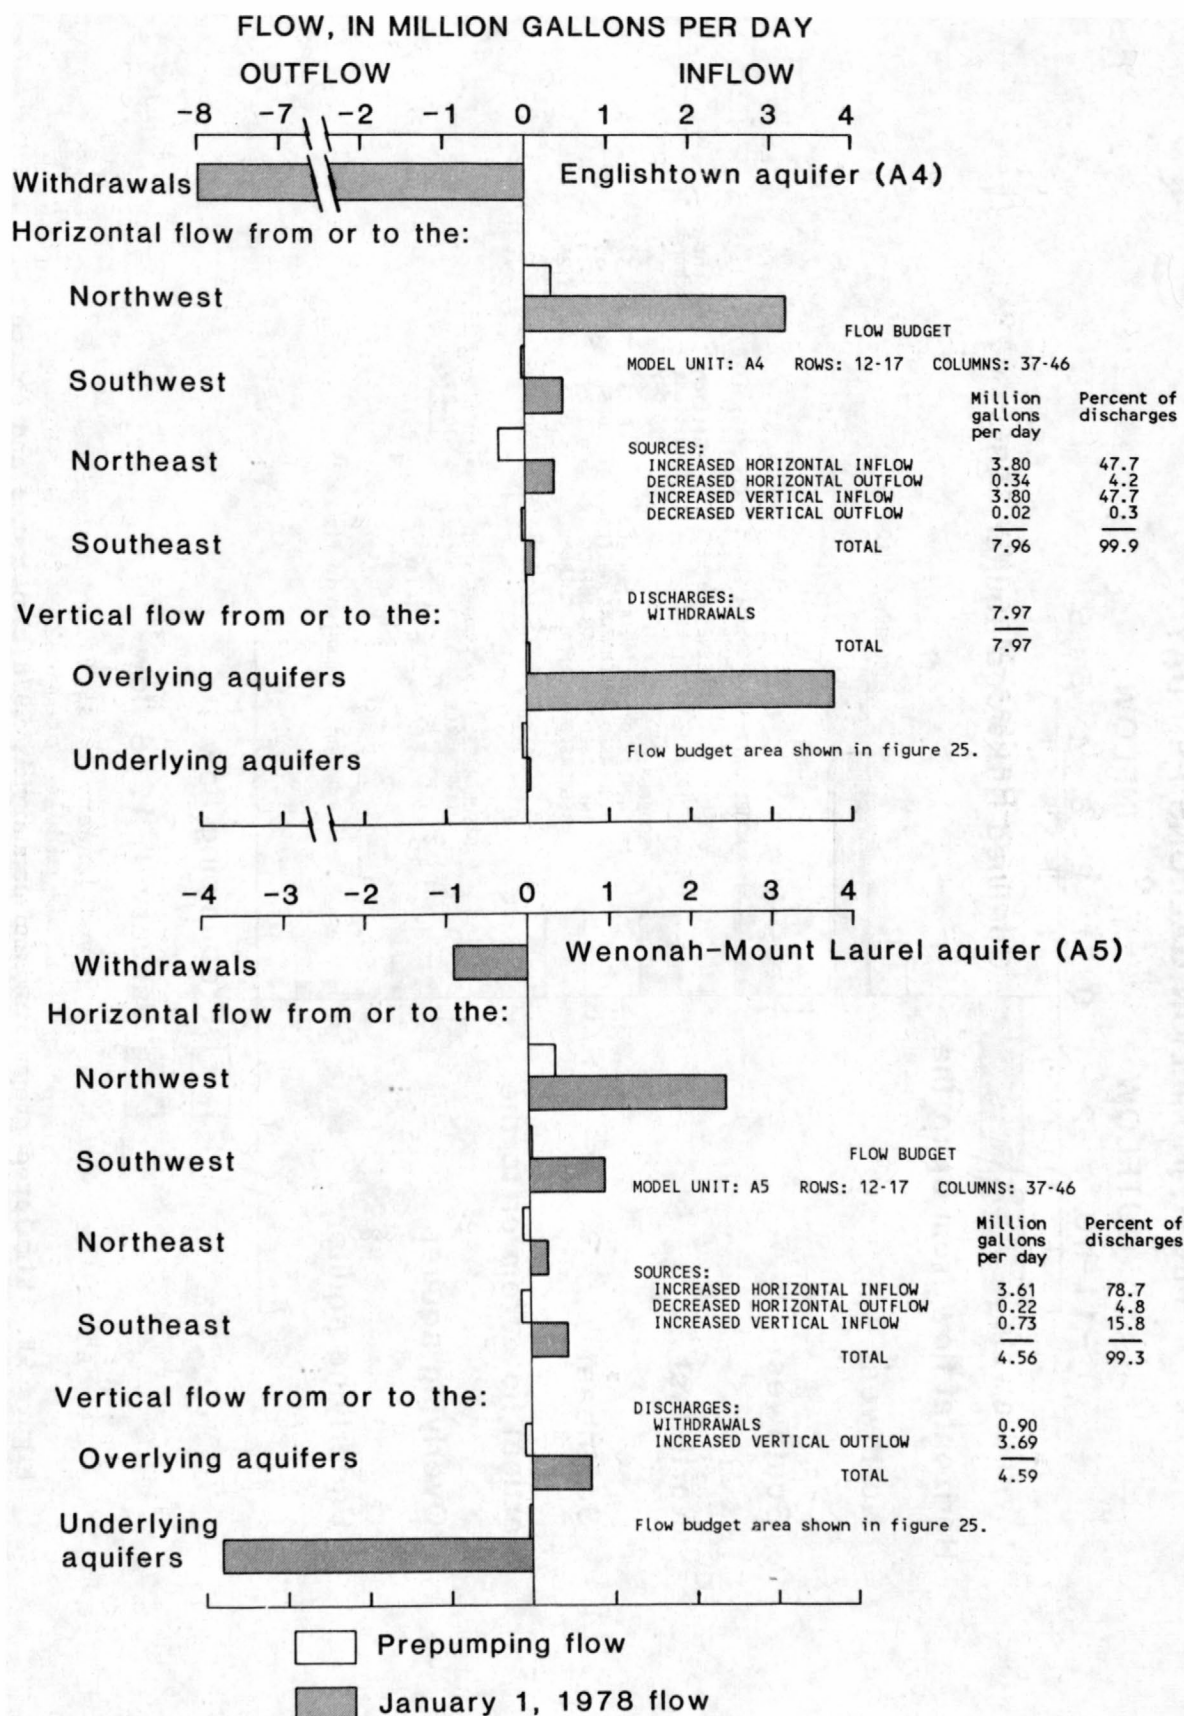 FLOW, IN MILLION GALLONS PER DAY
OUTFLOW INFLOW
-8 -7 -2 -1 0 1 2 3 4
Withdrawals
Englishtown aquifer (A4)
Horizontal flow from or to the:
Northwest
FLOW BUDGET
MODEL UNIT: A4 ROWS: 12-17 COLUMNS: 37-46
Southwest
Million gallons per day
Percent of discharges
Northeast
SOURCES:
INCREASED HORIZONTAL INFLOW 3.80 47.7
DECREASED HORIZONTAL OUTFLOW 0.34 4.2
INCREASED VERTICAL INFLOW 3.80 47.7
DECREASED VERTICAL OUTFLOW 0.02 0.3
Southeast
TOTAL 7.96 99.9
Vertical flow from or to the:
DISCHARGES:
WITHDRAWALS 7.97
TOTAL 7.97
Overlying aquifers
Underlying aquifers
Flow budget area shown in figure 25.
-4 -3 -2 -1 0 1 2 3 4
Withdrawals
Wenonah-Mount Laurel aquifer (A5)
Horizontal flow from or to the:
Northwest
Southwest
FLOW BUDGET
MODEL UNIT: A5 ROWS: 12-17 COLUMNS: 37-46
Million gallons per day
Percent of discharges
Northeast
SOURCES:
INCREASED HORIZONTAL INFLOW 3.61 78.7
DECREASED HORIZONTAL OUTFLOW 0.22 4.8
INCREASED VERTICAL INFLOW 0.73 15.8
Southeast
TOTAL 4.56 99.3
Vertical flow from or to the:
DISCHARGES:
WITHDRAWALS 0.90
INCREASED VERTICAL OUTFLOW 3.69
Overlying aquifers
TOTAL 4.59
Underlying
aquifers
Flow budget area shown in figure 25.
Prepumping flow
January 1, 1978 flow